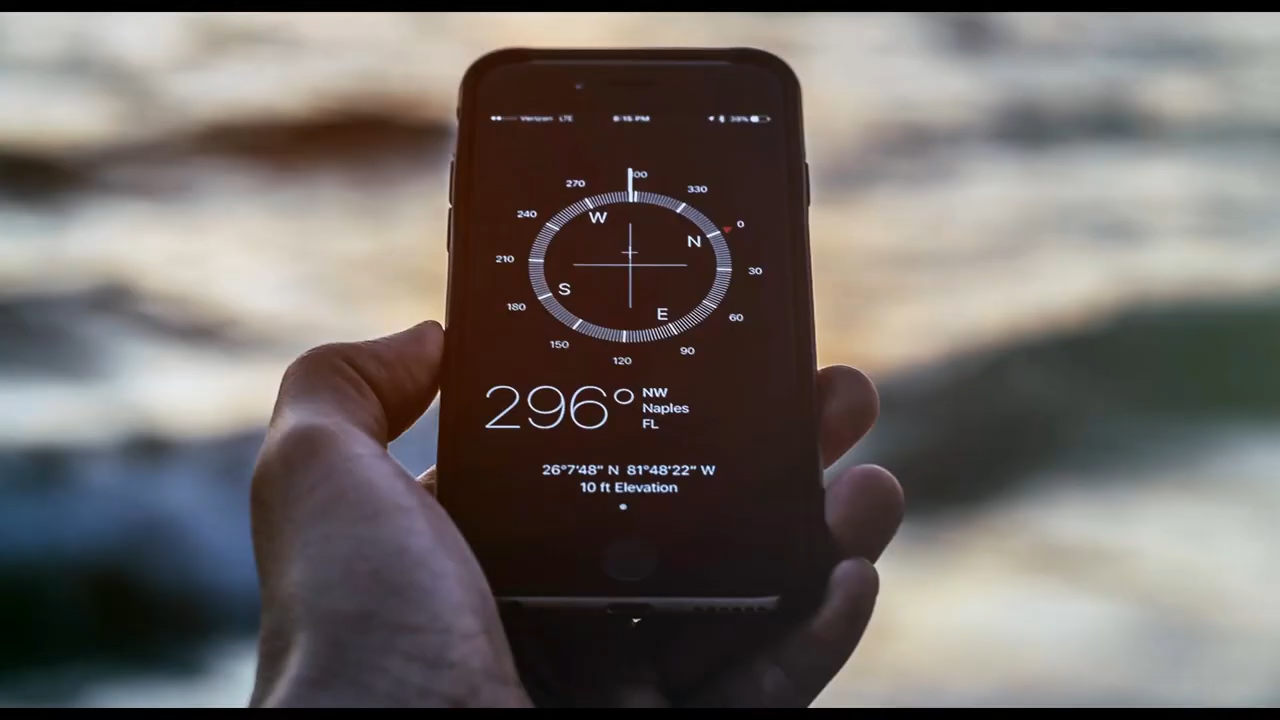 Verizon LTE 8:15 PM 39%
270 300 330
240 W 0
N
210 30
S
180 E 60
150 90
120
296° NW
Naples
FL
26°7'48" N 81°48'22" W
10 ft Elevation